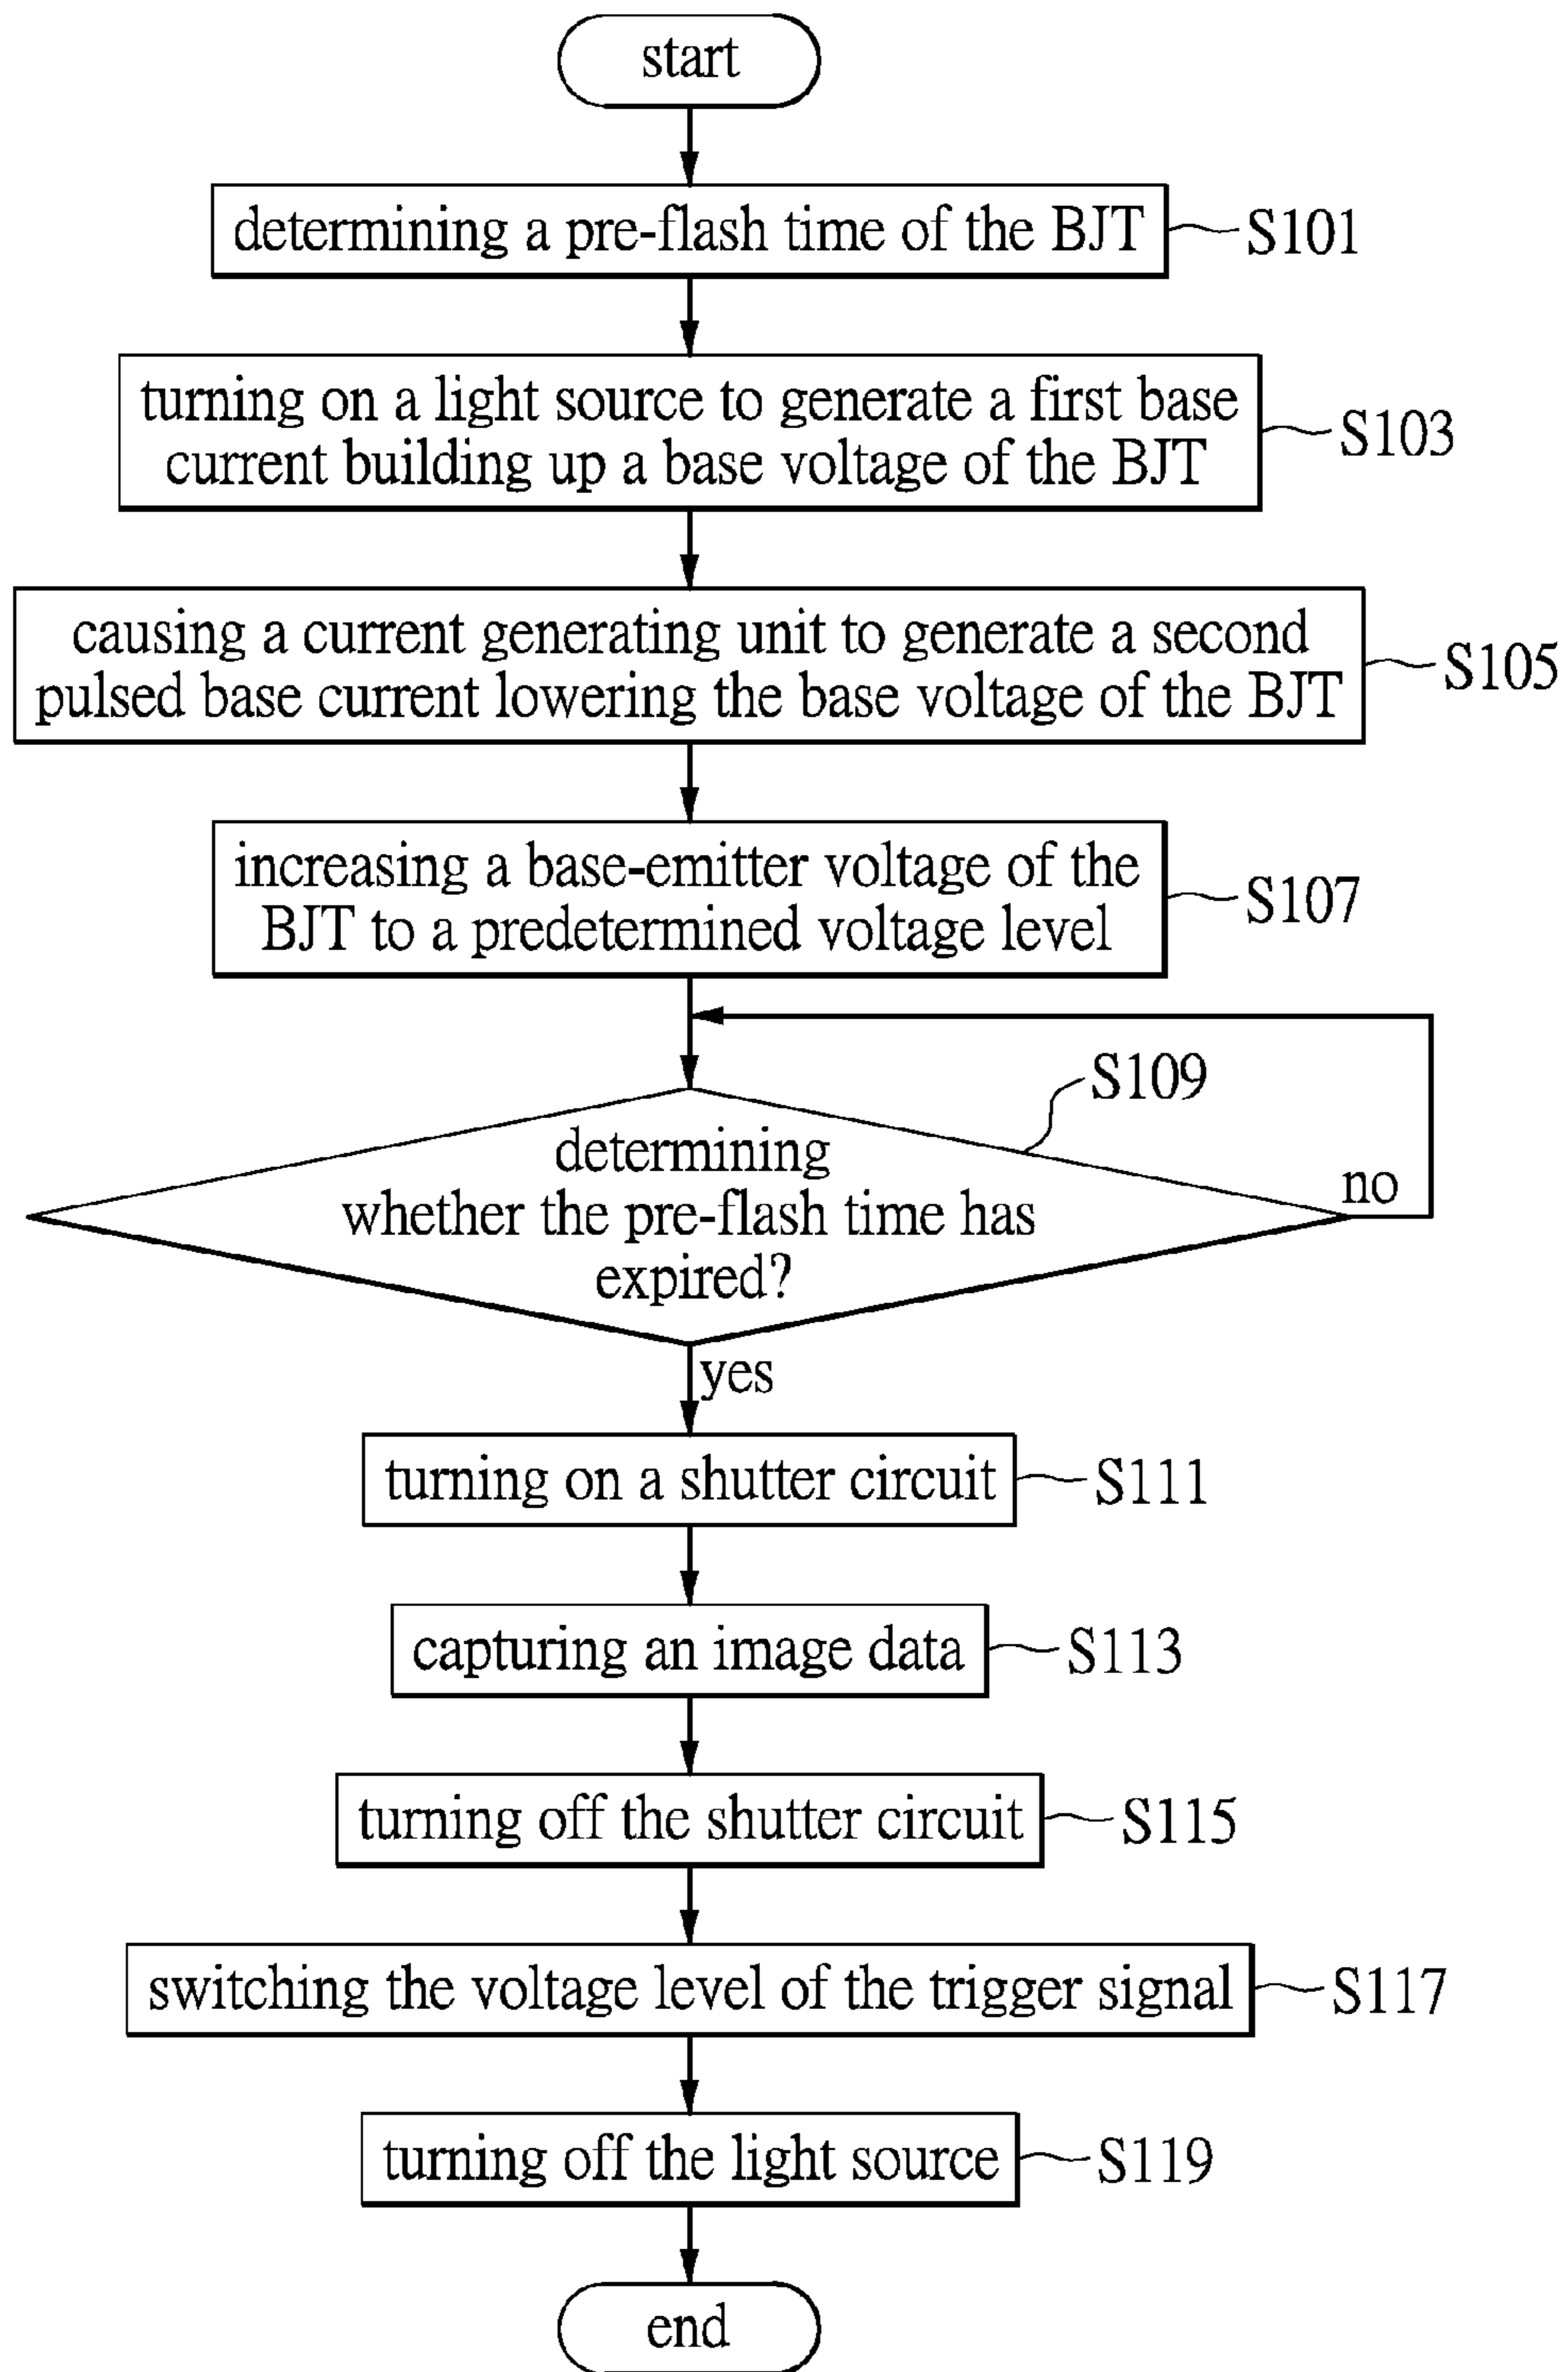 start
determining a pre-flash time of the BJT
S101
turning on a light source to generate a first base
current building up a base voltage of the BJT
S103
causing a current generating unit to generate a second
pulsed base current lowering the base voltage of the BJT
S105
increasing a base-emitter voltage of the
BJT to a predetermined voltage level
S107
S109
determining
whether the pre-flash time has
expired?
no
yes
turning on a shutter circuit
S111
capturing an image data
S113
turning off the shutter circuit
S115
switching the voltage level of the trigger signal
S117
turning off the light source
S119
end